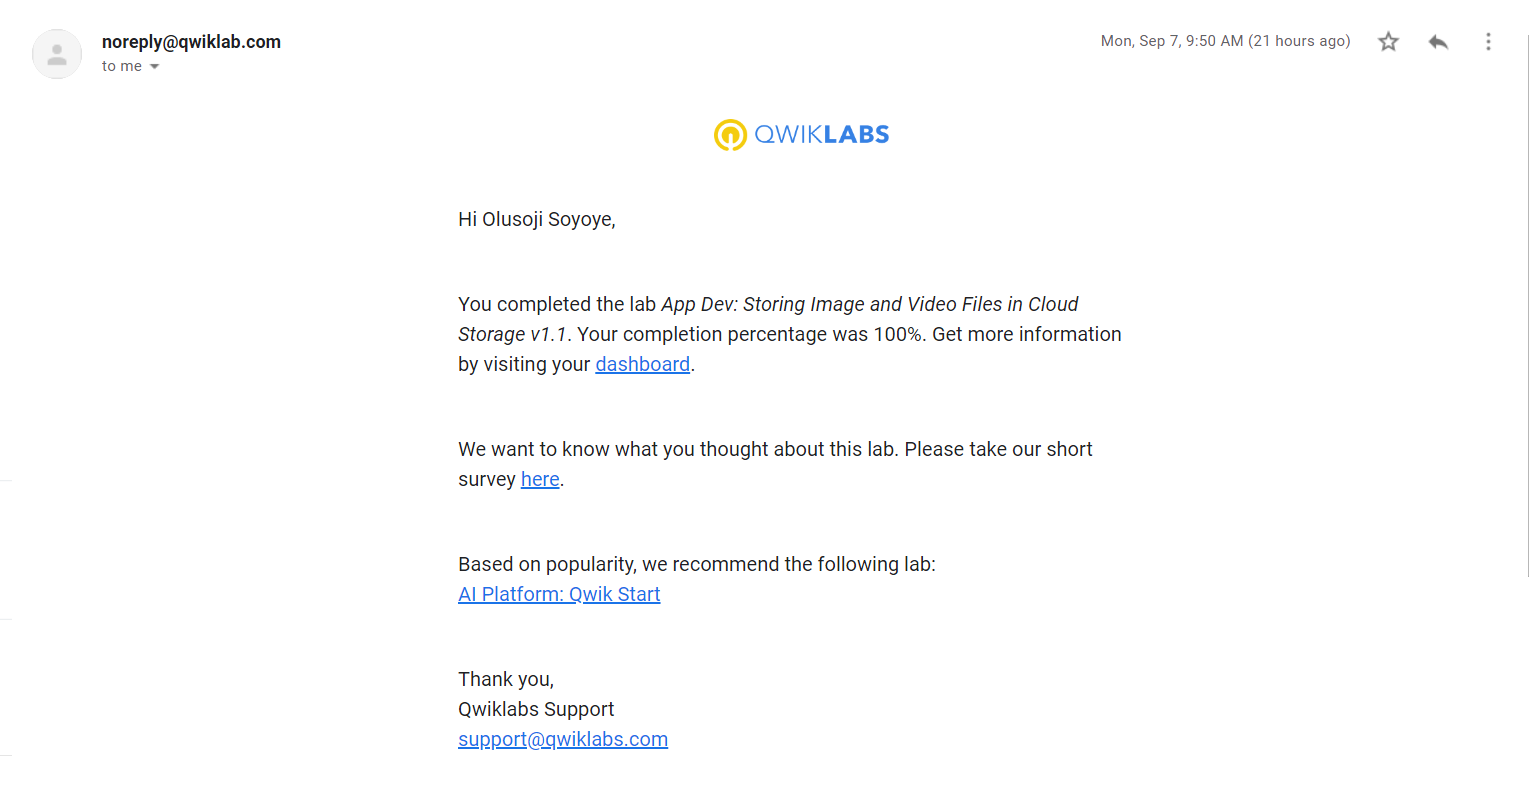 noreply@qwiklab.com
Mon, Sep 7, 9:50 AM (21 hours ago)
to me
QWIKLABS
Hi Olusoji Soyoye,
You completed the lab App Dev: Storing Image and Video Files in Cloud
Storage v1.1. Your completion percentage was 100%. Get more information
by visiting your dashboard.
We want to know what you thought about this lab. Please take our short
survey here.
Based on popularity, we recommend the following lab:
AI Platform: Qwik Start
Thank you,
Qwiklabs Support
support@qwiklabs.com